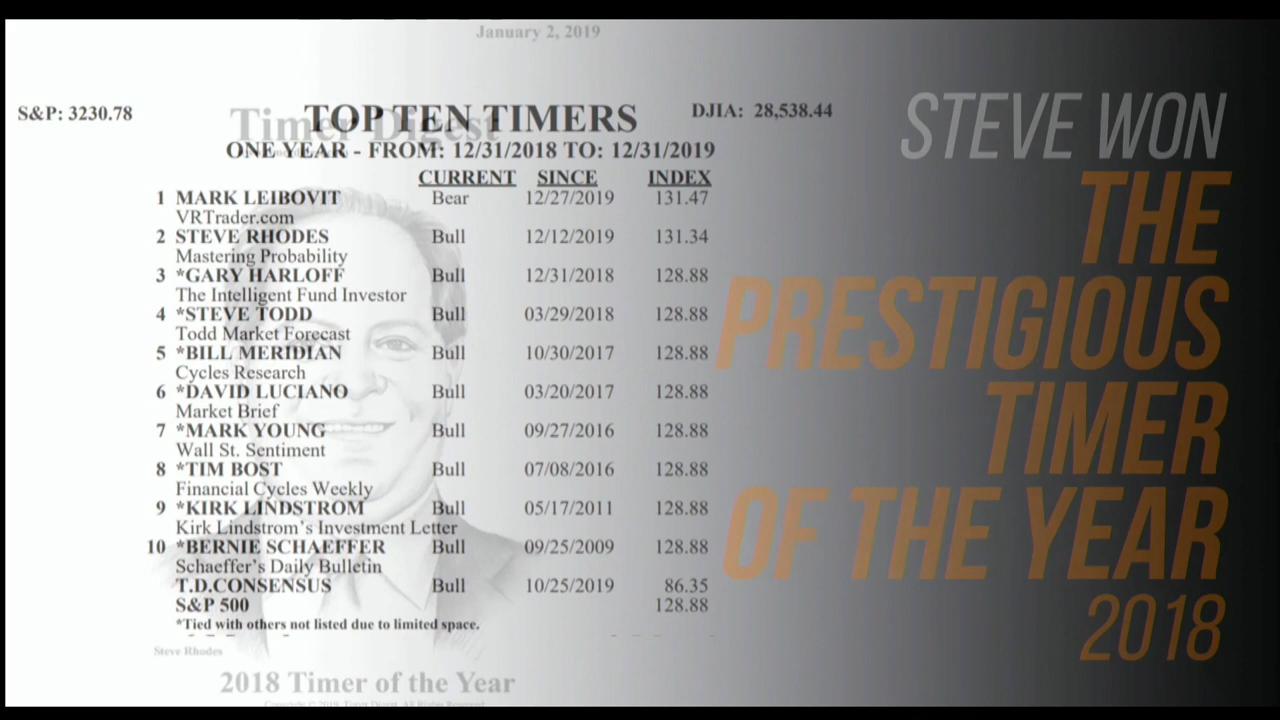 January 2, 2019
Timer Digest
S&P: 3230.78
TOP TEN TIMERS
DJIA: 28,538.44
ONE YEAR - FROM: 12/31/2018 TO: 12/31/2019
CURRENT SINCE INDEX
1 MARK LEIBOVIT Bear 12/27/2019 131.47
VRTrader.com
2 STEVE RHODES Bull 12/12/2019 131.34
Mastering Probability
3 *GARY HARLOFF Bull 12/31/2018 128.88
The Intelligent Fund Investor
4 *STEVE TODD Bull 03/29/2018 128.88
Todd Market Forecast
5 *BILL MERIDIAN Bull 10/30/2017 128.88
Cycles Research
6 *DAVID LUCIANO Bull 03/20/2017 128.88
Market Brief
7 *MARK YOUNG Bull 09/27/2016 128.88
Wall St. Sentiment
8 *TIM BOST Bull 07/08/2016 128.88
Financial Cycles Weekly
9 *KIRK LINDSTROM Bull 05/17/2011 128.88
Kirk Lindstrom's Investment Letter
10 *BERNIE SCHAEFFER Bull 09/25/2009 128.88
Schaeffer's Daily Bulletin
T.D.CONSENSUS Bull 10/25/2019 86.35
S&P 500 128.88
*Tied with others not listed due to limited space.
Steve Rhodes
2018 Timer of the Year
Copyright © 2019, Timer Digest. All Rights Reserved
STEVE WON
THE
PRESTIGIOUS
TIMER
OF THE YEAR
2018